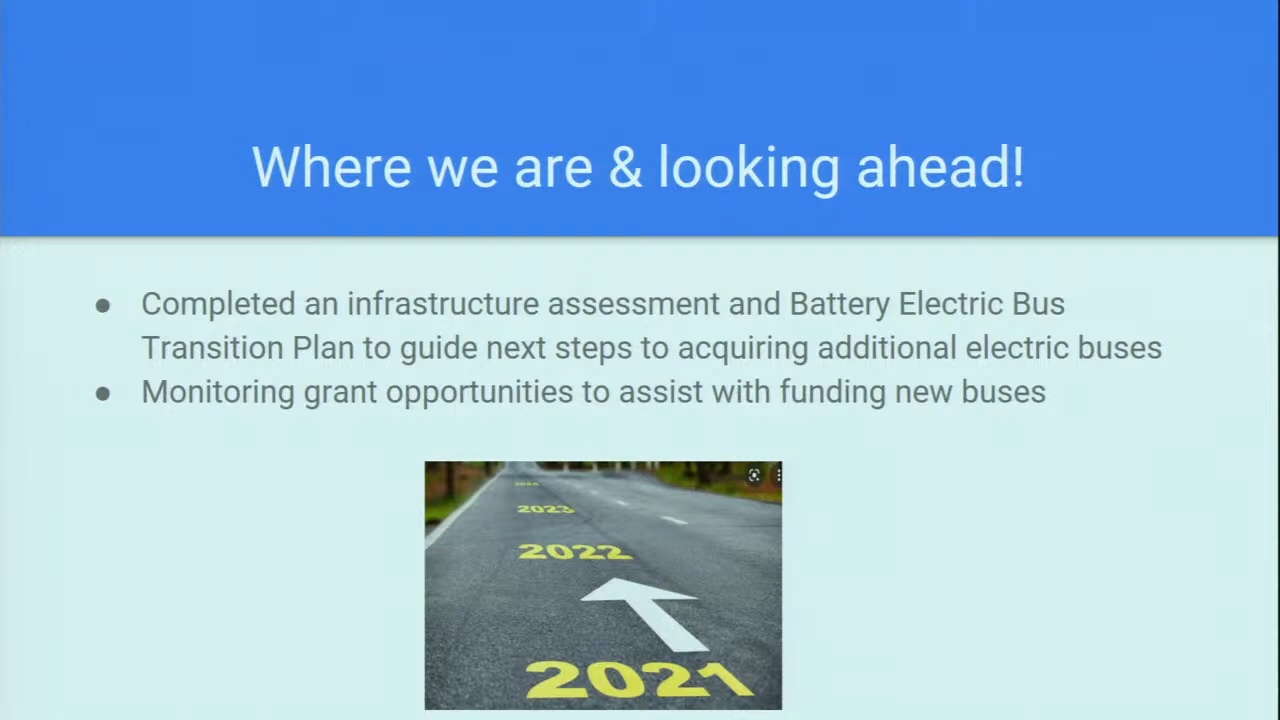 Where we are & looking ahead!
● Completed an infrastructure assessment and Battery Electric Bus
Transition Plan to guide next steps to acquiring additional electric buses
● Monitoring grant opportunities to assist with funding new buses
2023
2022
2021